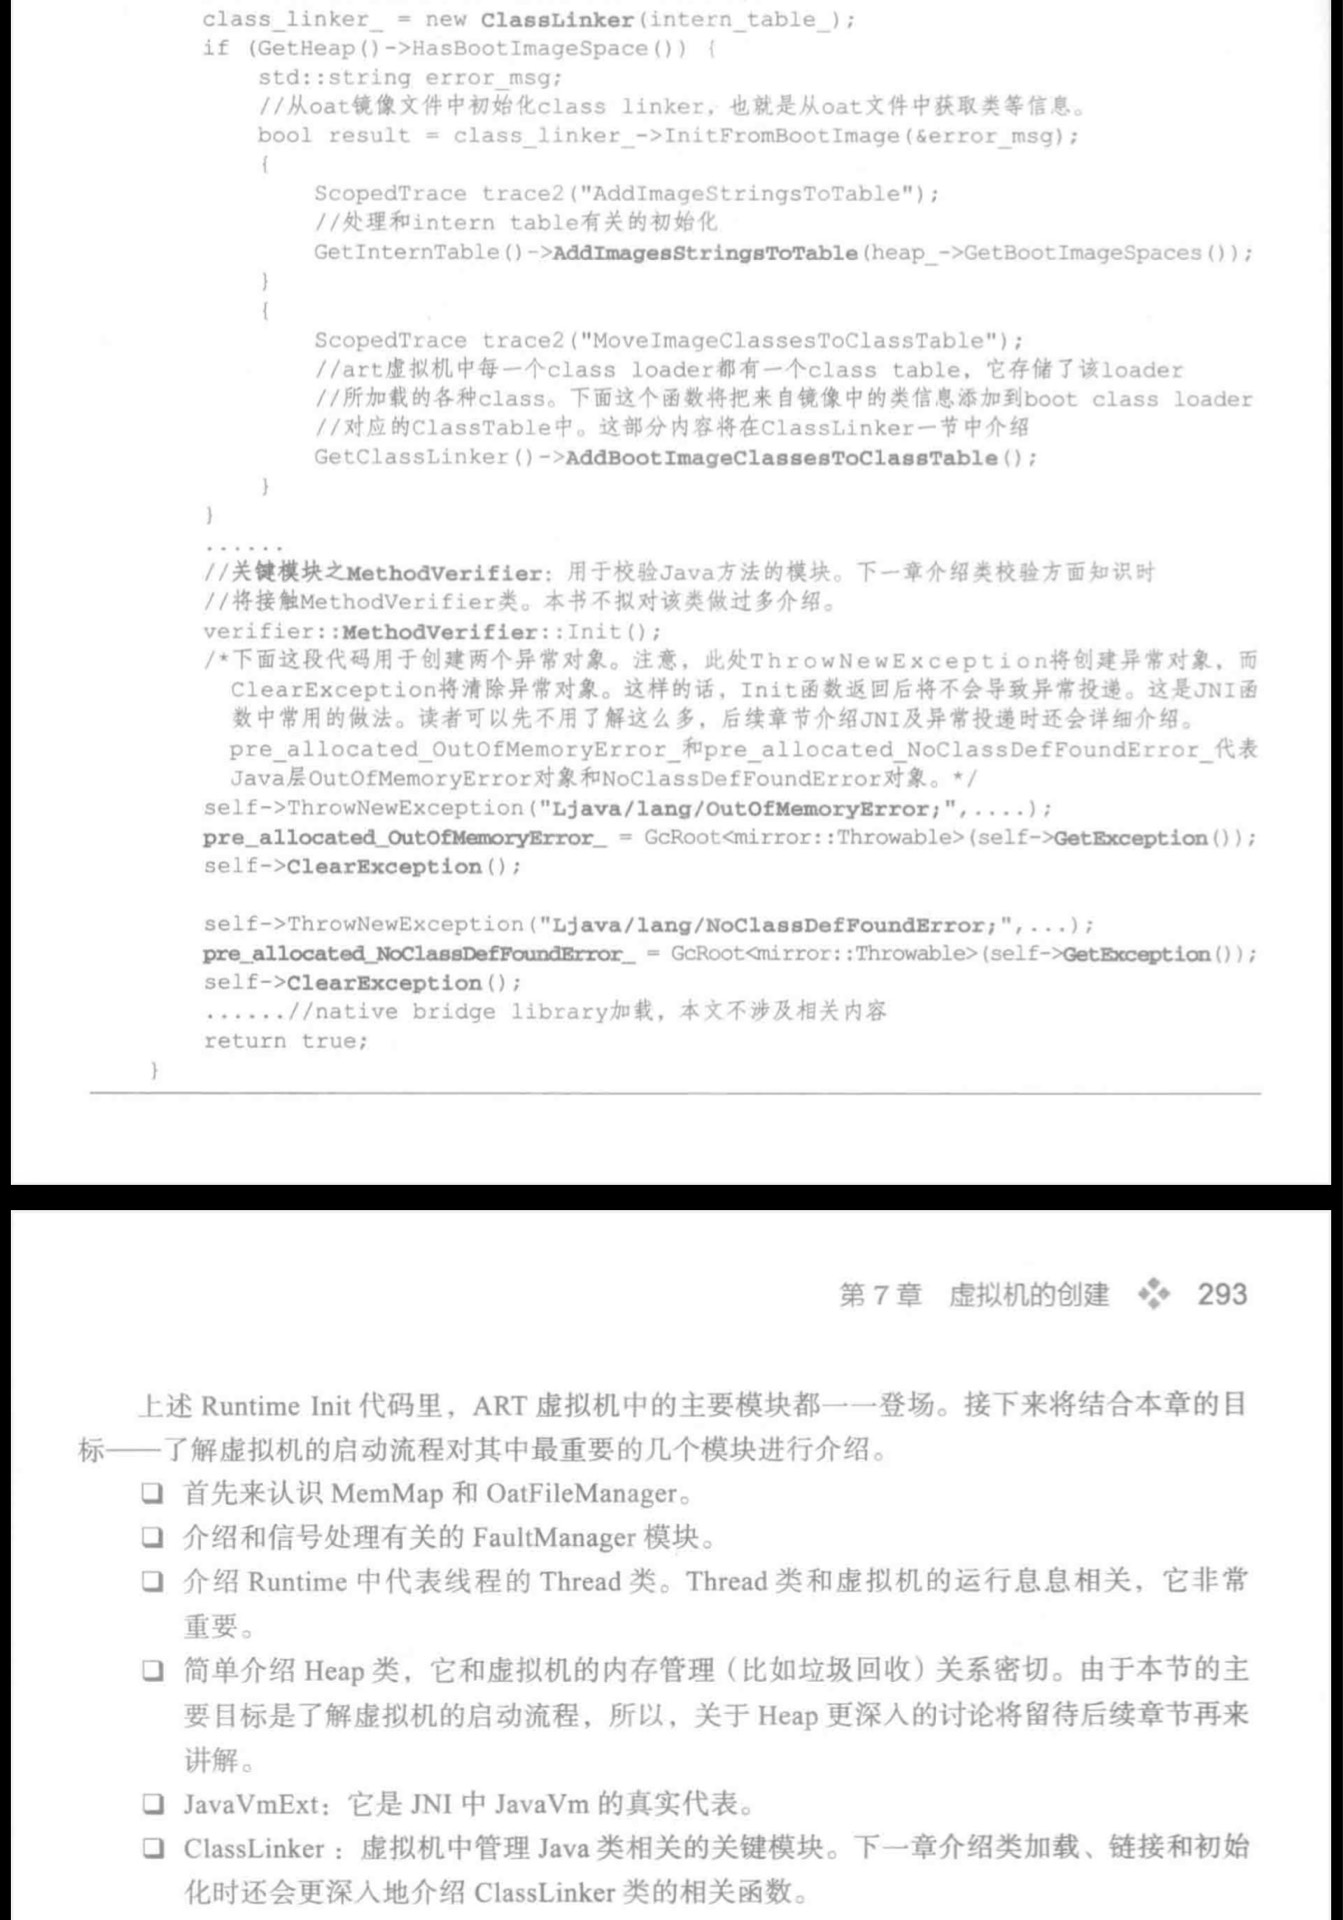 class_linker_ = new ClassLinker(intern_table_);
if (GetHeap()->HasBootImageSpace()) {
std::string error_msg;
//从oat镜像文件中初始化class linker，也就是从oat文件中获取类等信息。
bool result = class_linker_->InitFromBootImage(&error_msg);
{
ScopedTrace trace2("AddImageStringsToTable");
//处理和intern table有关的初始化
GetInternTable()->AddImagesStringsToTable(heap_->GetBootImageSpaces());
}
{
ScopedTrace trace2("MoveImageClassesToClassTable");
//art虚拟机中每一个class loader都有一个class table，它存储了该loader
//所加载的各种class。下面这个函数将把来自镜像中的类信息添加到boot class loader
//对应的ClassTable中。这部分内容将在ClassLinker一节中介绍
GetClassLinker()->AddBootImageClassesToClassTable();
}
}
......
//关键模块之MethodVerifier：用于校验Java方法的模块。下一章介绍类校验方面知识时
//将接触MethodVerifier类。本书不拟对该类做过多介绍。
verifier::MethodVerifier::Init();
/*下面这段代码用于创建两个异常对象。注意，此处ThrowNewException将创建异常对象，而
ClearException将清除异常对象。这样的话，Init函数返回后将不会导致异常投递。这是JNI函
数中常用的做法。读者可以先不用了解这么多，后续章节介绍JNI及异常投递时还会详细介绍。
pre_allocated_OutOfMemoryError_和pre_allocated_NoClassDefFoundError_代表
Java层OutOfMemoryError对象和NoClassDefFoundError对象。*/
self->ThrowNewException("Ljava/lang/OutOfMemoryError;",....);
pre_allocated_OutOfMemoryError_ = GcRoot<mirror::Throwable>(self->GetException());
self->ClearException();
self->ThrowNewException("Ljava/lang/NoClassDefFoundError;",...);
pre_allocated_NoClassDefFoundError_ = GcRoot<mirror::Throwable>(self->GetException());
self->ClearException();
......//native bridge library加载，本文不涉及相关内容
return true;
}
第 7 章 虚拟机的创建 293
上述 Runtime Init 代码里，ART 虚拟机中的主要模块都一一登场。接下来将结合本章的目
标——了解虚拟机的启动流程对其中最重要的几个模块进行介绍。
❑ 首先来认识 MemMap 和 OatFileManager。
❑ 介绍和信号处理有关的 FaultManager 模块。
❑ 介绍 Runtime 中代表线程的 Thread 类。Thread 类和虚拟机的运行息息相关，它非常
重要。
❑ 简单介绍 Heap 类，它和虚拟机的内存管理（比如垃圾回收）关系密切。由于本节的主
要目标是了解虚拟机的启动流程，所以，关于 Heap 更深入的讨论将留待后续章节再来
讲解。
❑ JavaVmExt：它是 JNI 中 JavaVm 的真实代表。
❑ ClassLinker：虚拟机中管理 Java 类相关的关键模块。下一章介绍类加载、链接和初始
化时还会更深入地介绍 ClassLinker 类的相关函数。